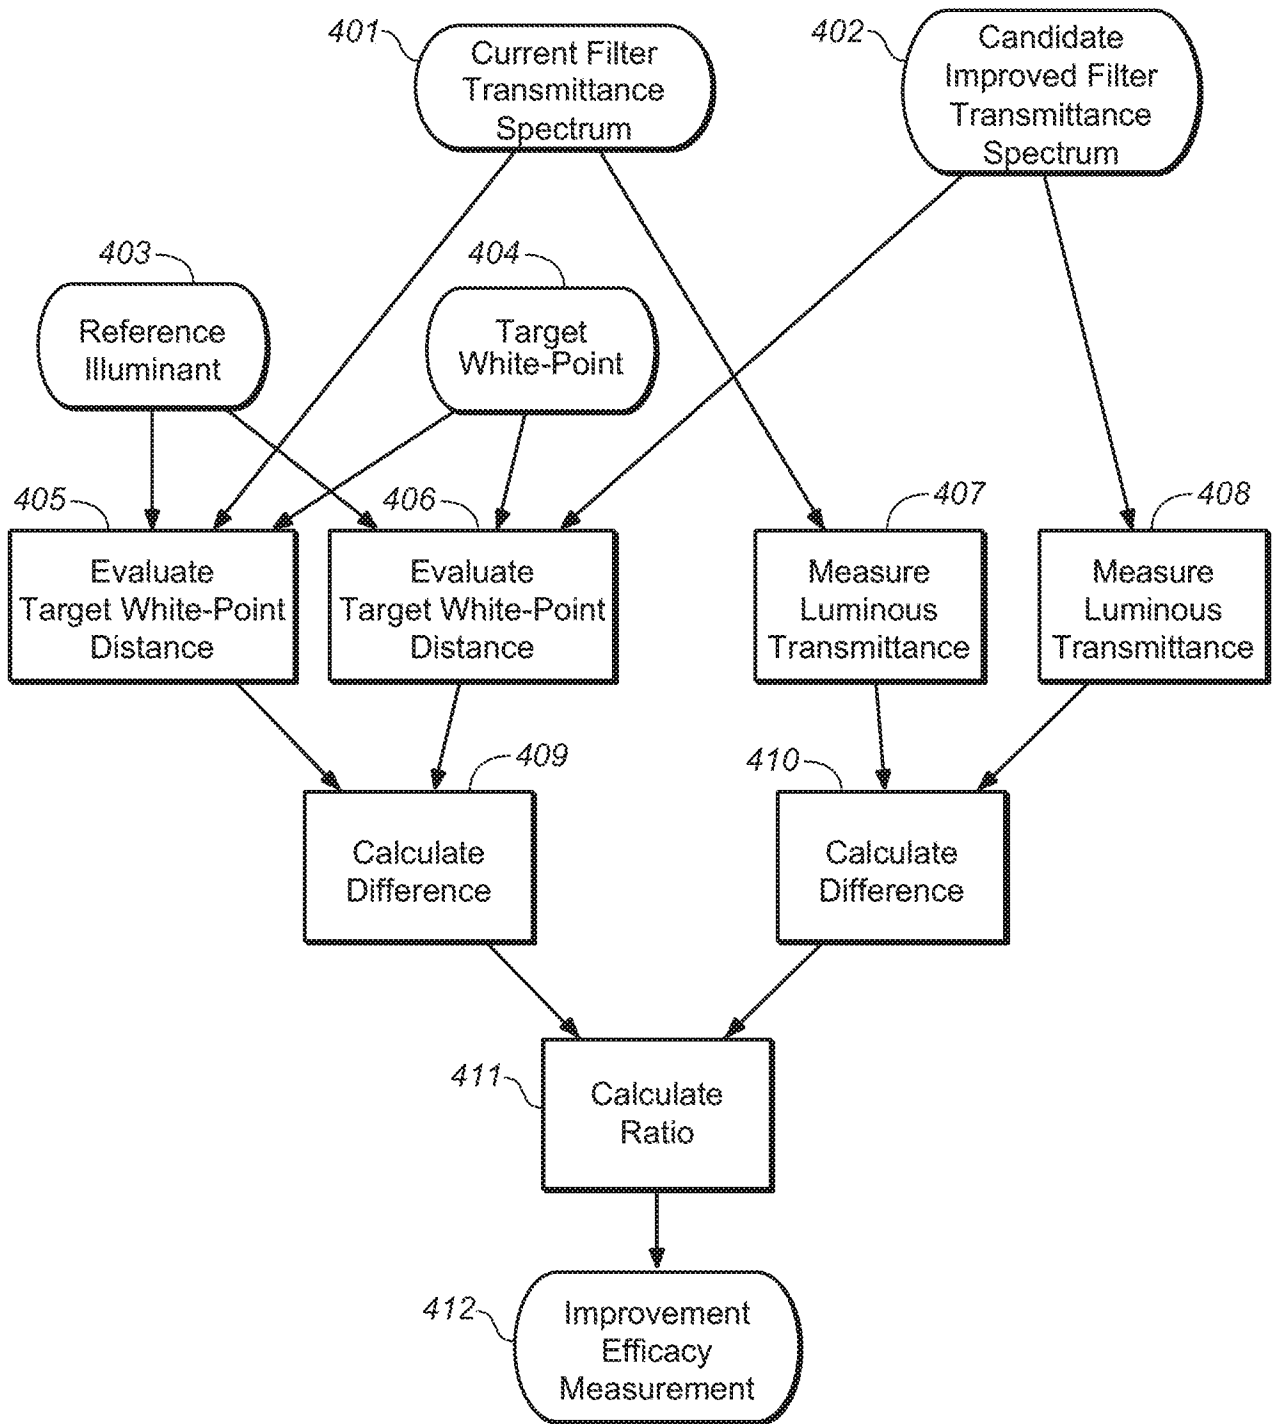 401
Current Filter
Transmittance
Spectrum
402
Candidate
Improved Filter
Transmittance
Spectrum
403
Reference
Illuminant
404
Target
White-Point
405
Evaluate
Target White-Point
Distance
406
Evaluate
Target White-Point
Distance
407
Measure
Luminous
Transmittance
408
Measure
Luminous
Transmittance
409
Calculate
Difference
410
Calculate
Difference
411
Calculate
Ratio
412
Improvement
Efficacy
Measurement